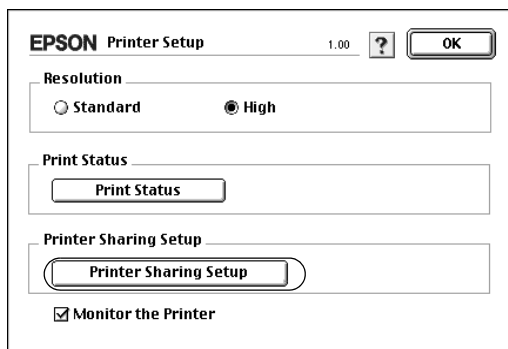 EPSON Printer Setup 1.00 ? OK
Resolution
Standard High
Print Status
Print Status
Printer Sharing Setup
Printer Sharing Setup
Monitor the Printer